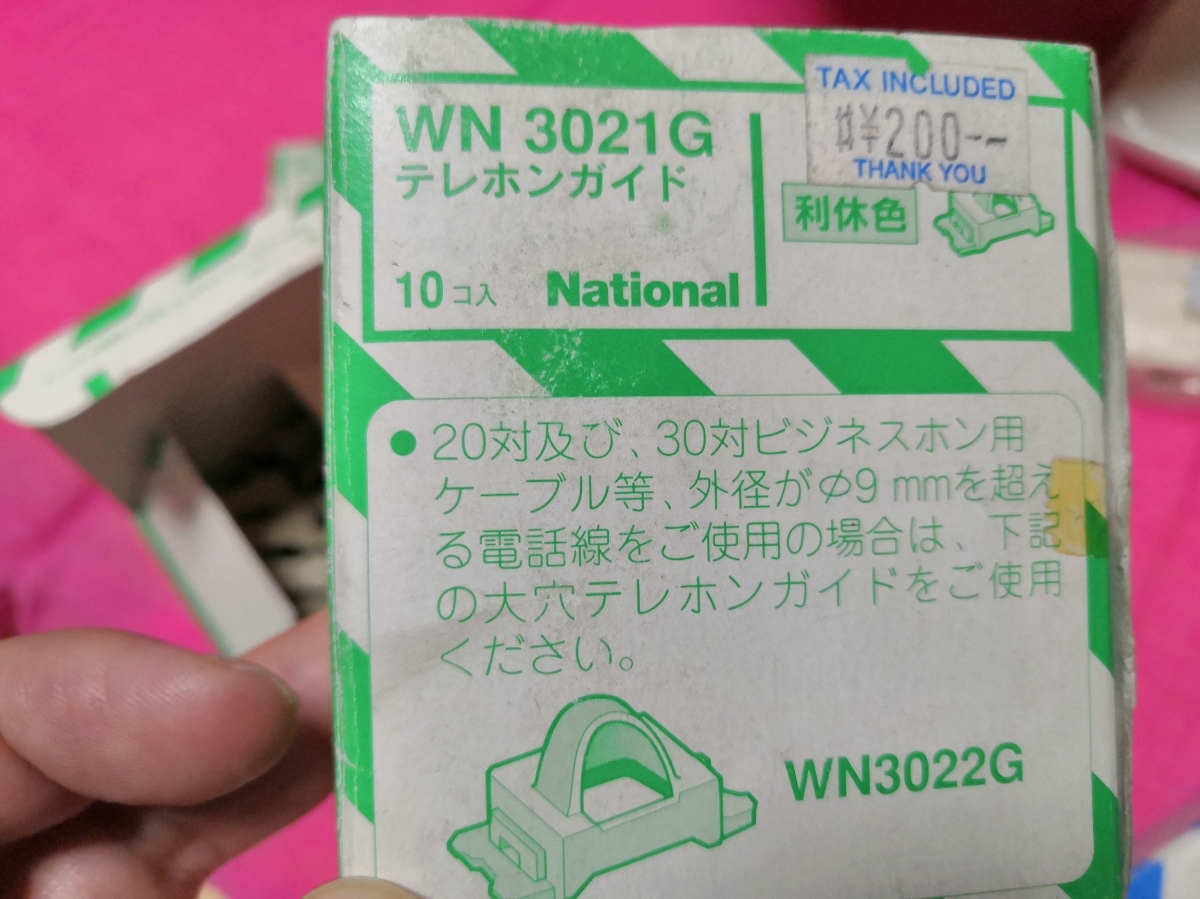 TAX INCLUDED
内¥200--
THANK YOU
WN 3021G
テレホンガイド
10コ入 National
利休色
● 20対及び、30対ビジネスホン用
ケーブル等、外径がφ9 mmを超え
る電話線をご使用の場合は、下記
の大穴テレホンガイドをご使用
ください。
WN3022G